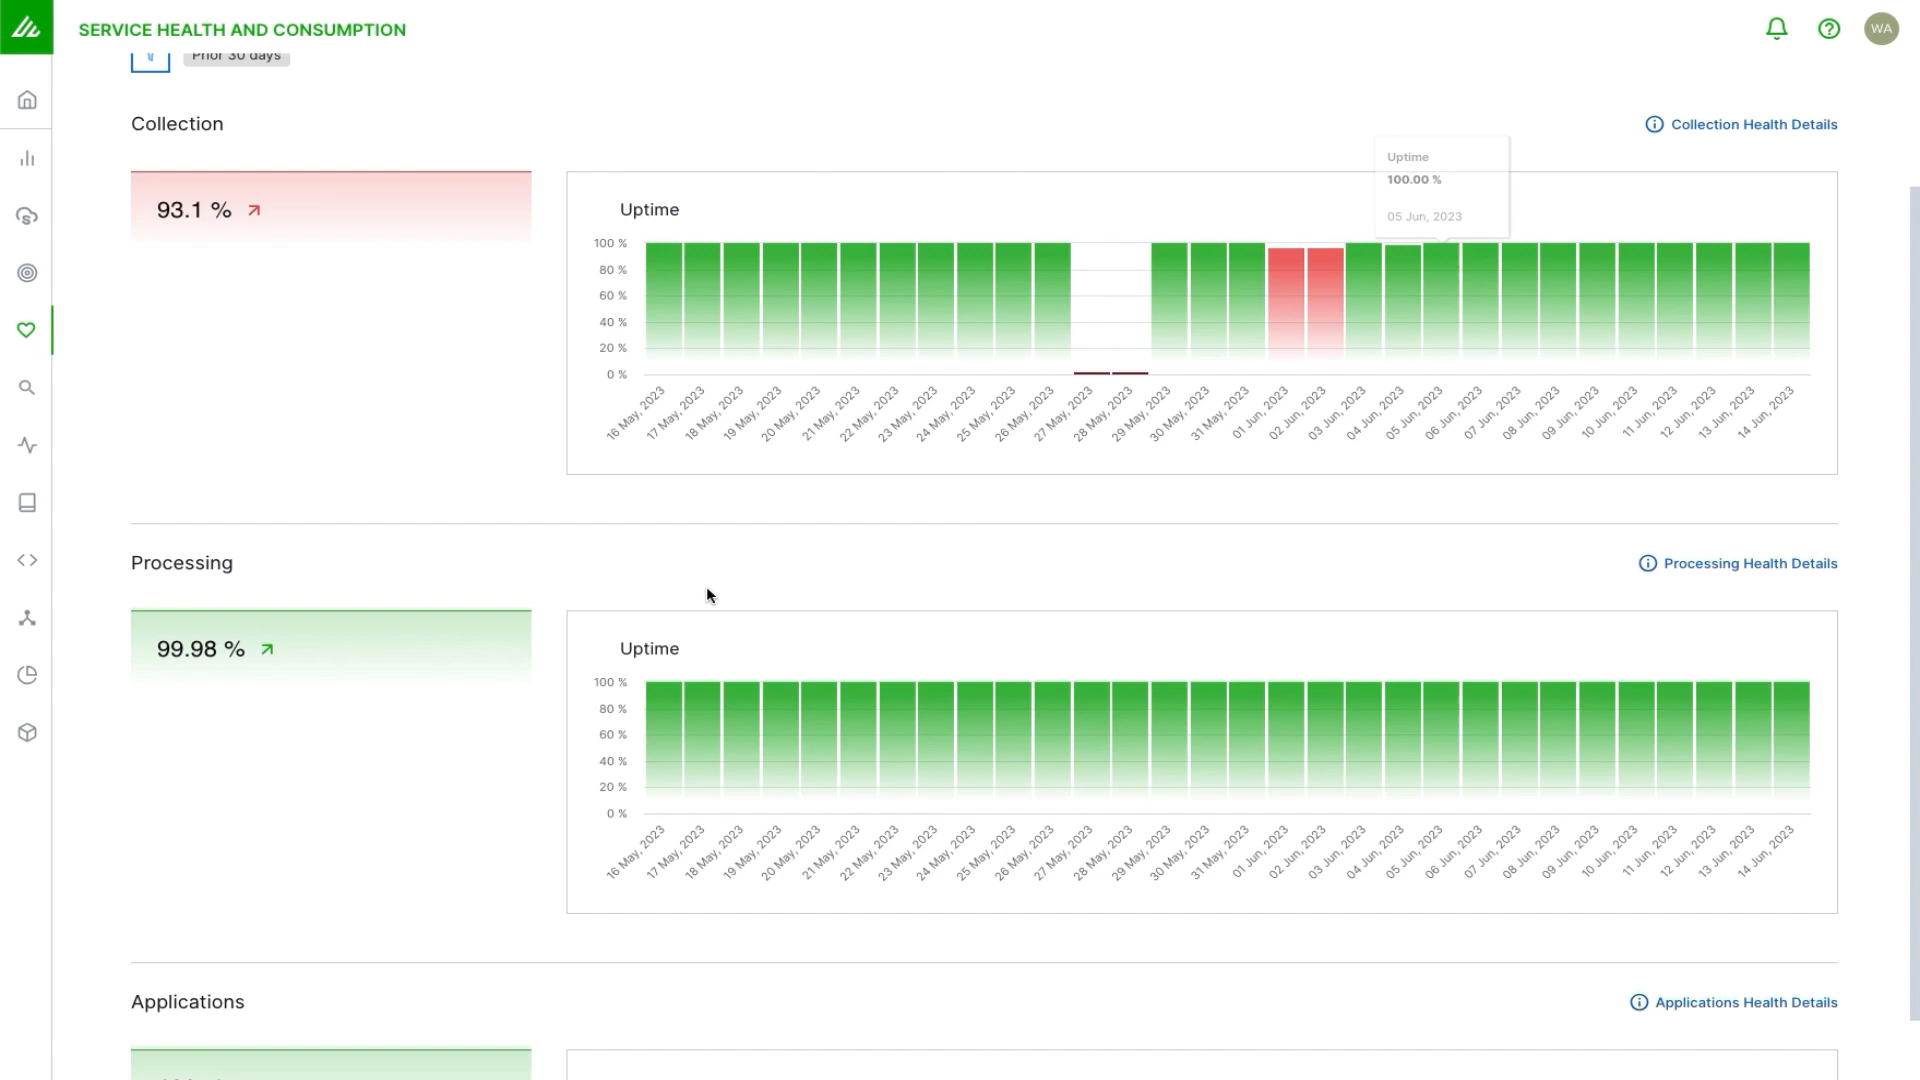 SERVICE HEALTH AND CONSUMPTION
WA
Prior 30 days
Collection
Collection Health Details
Uptime
100.00 %
05 Jun, 2023
93.1 %
Uptime
100 %
80 %
60 %
40 %
20 %
0 %
16 May, 2023
17 May, 2023
18 May, 2023
19 May, 2023
20 May, 2023
21 May, 2023
22 May, 2023
23 May, 2023
24 May, 2023
25 May, 2023
26 May, 2023
27 May, 2023
28 May, 2023
29 May, 2023
30 May, 2023
31 May, 2023
01 Jun, 2023
02 Jun, 2023
03 Jun, 2023
04 Jun, 2023
05 Jun, 2023
06 Jun, 2023
07 Jun, 2023
08 Jun, 2023
09 Jun, 2023
10 Jun, 2023
11 Jun, 2023
12 Jun, 2023
13 Jun, 2023
14 Jun, 2023
Processing
Processing Health Details
99.98 %
Uptime
100 %
80 %
60 %
40 %
20 %
0 %
16 May, 2023
17 May, 2023
18 May, 2023
19 May, 2023
20 May, 2023
21 May, 2023
22 May, 2023
23 May, 2023
24 May, 2023
25 May, 2023
26 May, 2023
27 May, 2023
28 May, 2023
29 May, 2023
30 May, 2023
31 May, 2023
01 Jun, 2023
02 Jun, 2023
03 Jun, 2023
04 Jun, 2023
05 Jun, 2023
06 Jun, 2023
07 Jun, 2023
08 Jun, 2023
09 Jun, 2023
10 Jun, 2023
11 Jun, 2023
12 Jun, 2023
13 Jun, 2023
14 Jun, 2023
Applications
Applications Health Details